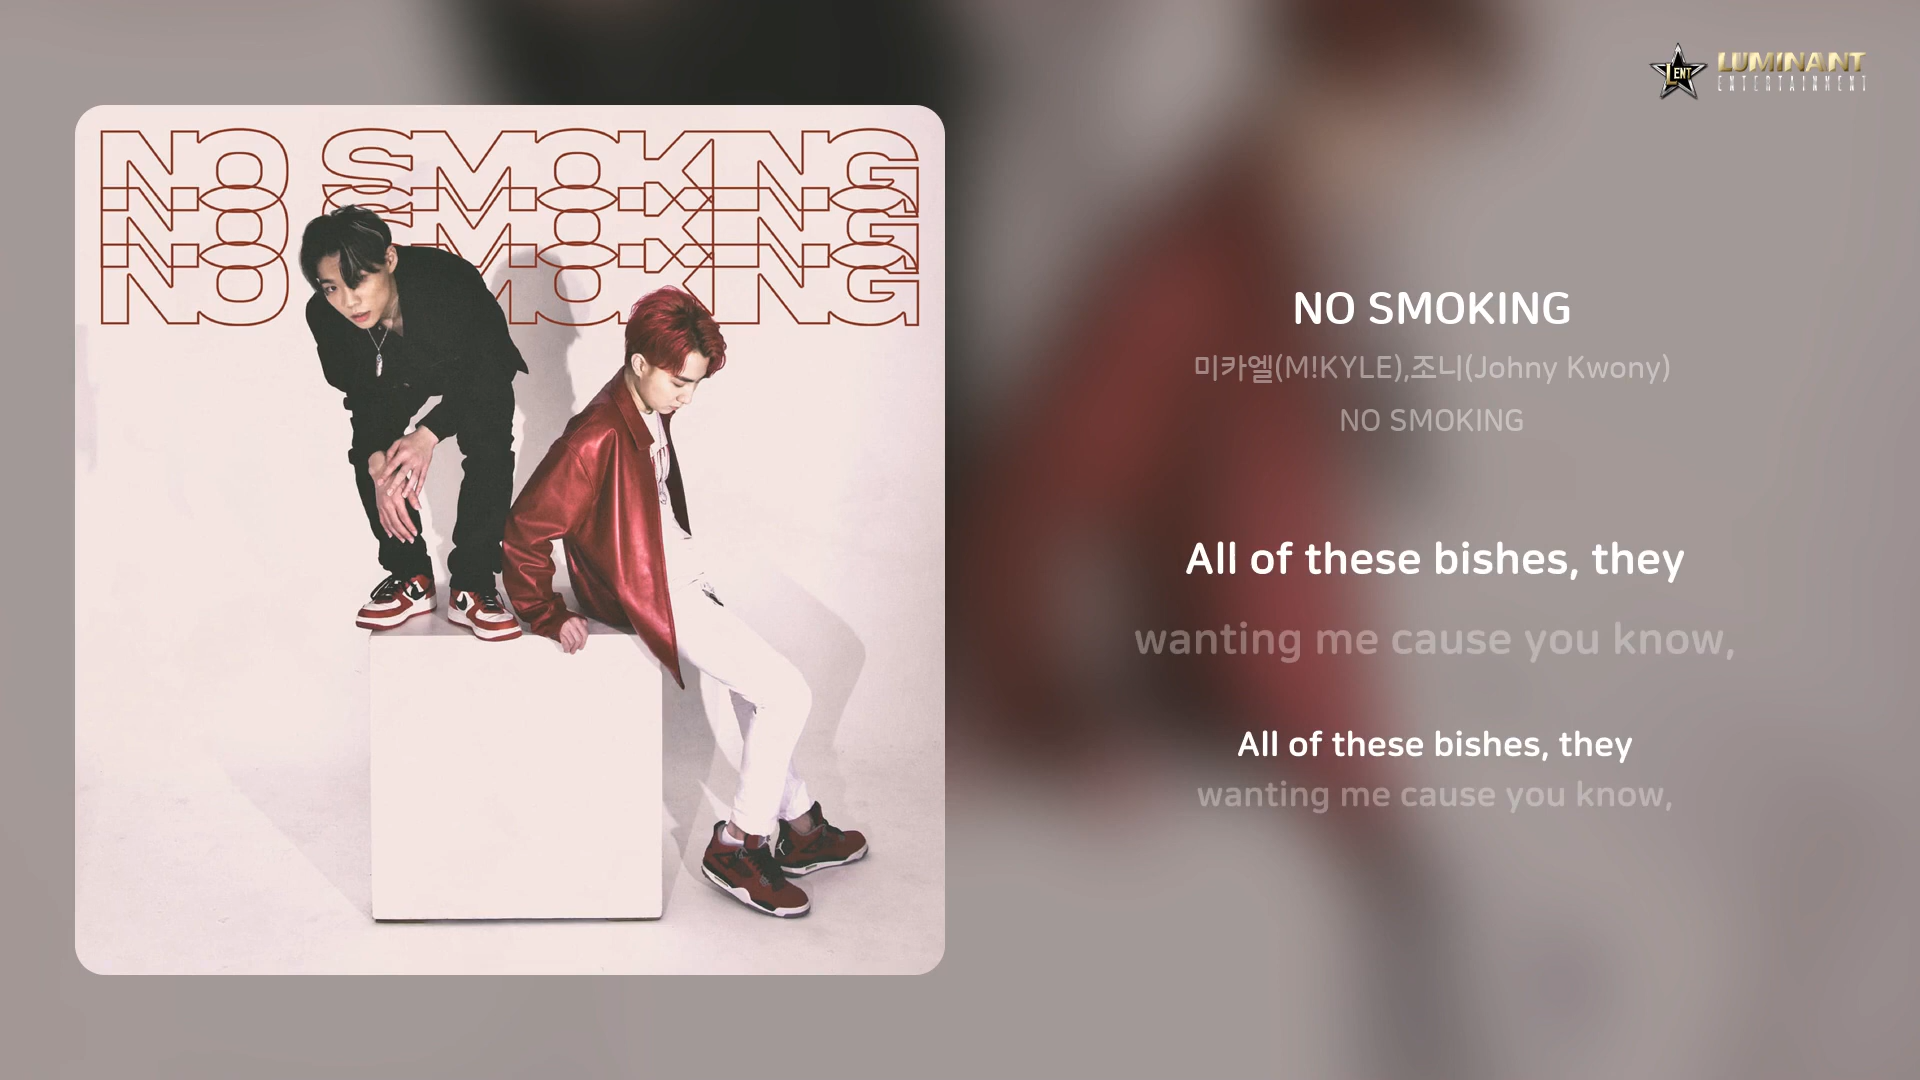 NO SMOKING
NO SMOKING
NO SMOKING
LENT
LUMINANT
ENTERTAINMENT
NO SMOKING
미카엘(M!KYLE),조니(Johny Kwony)
NO SMOKING
All of these bishes, they
wanting me cause you know,
All of these bishes, they
wanting me cause you know,